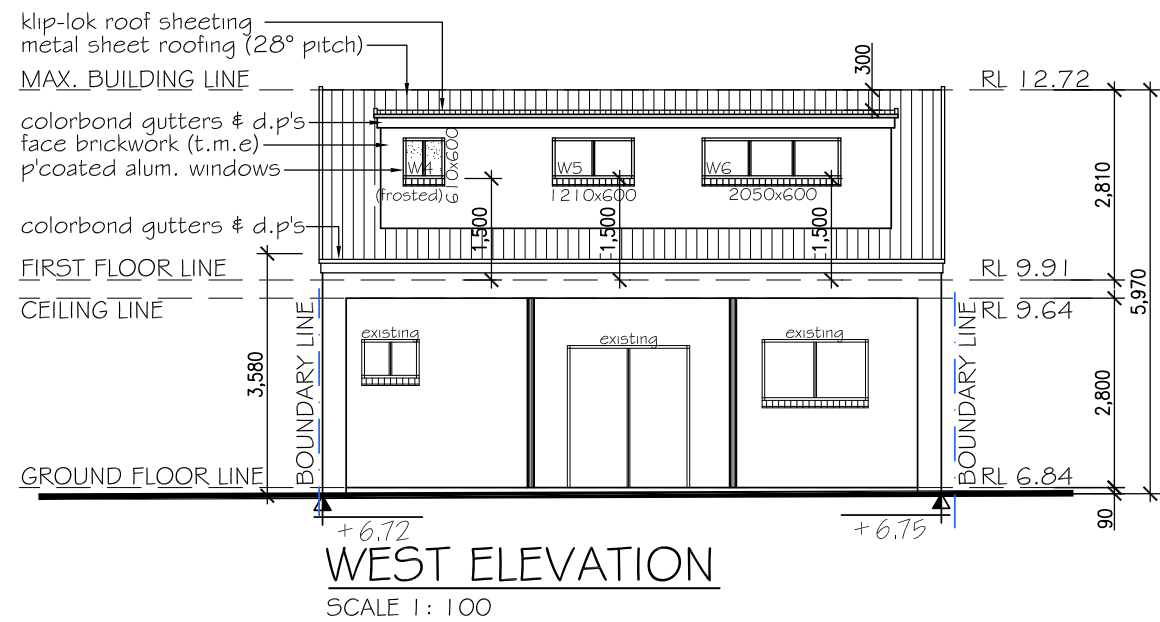 klip-lok roof sheeting
metal sheet roofing (28° pitch)
300
MAX. BUILDING LINE
RL 12.72
colorbond gutters & d.p's
face brickwork (t.m.e)
p'coated alum. windows
W4
610x600
(frosted)
W5
1210x600
W6
2050x600
2,810
colorbond gutters & d.p's
1,500
1,500
1,500
FIRST FLOOR LINE
RL 9.91
5,970
CEILING LINE
RL 9.64
BOUNDARY LINE
existing
existing
existing
BOUNDARY LINE
3,580
2,800
GROUND FLOOR LINE
RL 6.84
90
+6.72
+6.75
WEST ELEVATION
SCALE 1: 100